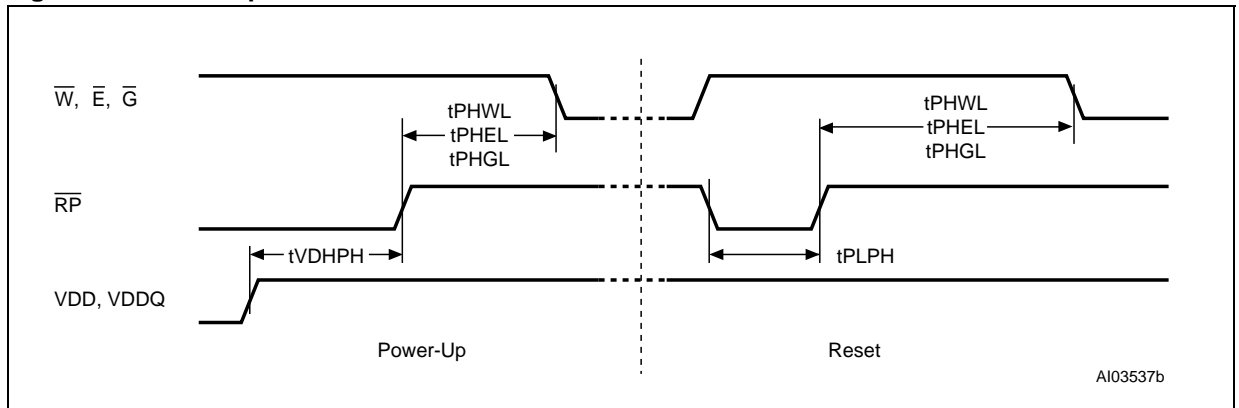 W, E, G
tPHWL
tPHEL
tPHGL
tPHWL
tPHEL
tPHGL
RP
tVDHPH
tPLPH
VDD, VDDQ
Power-Up
Reset
AI03537b